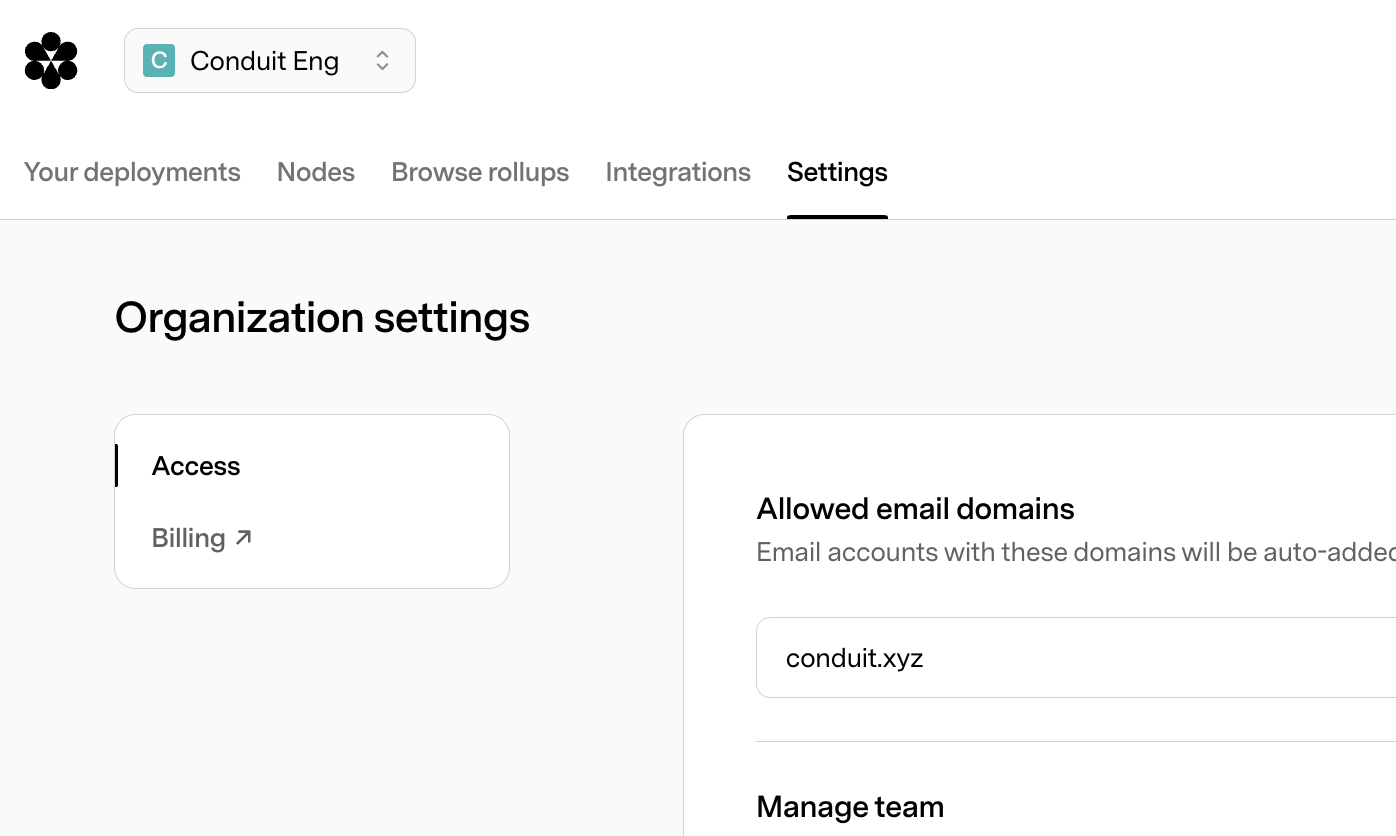 C Conduit Eng
Your deployments Nodes Browse rollups Integrations Settings
Organization settings
Access
Billing
Allowed email domains
Email accounts with these domains will be auto-added
conduit.xyz
Manage team